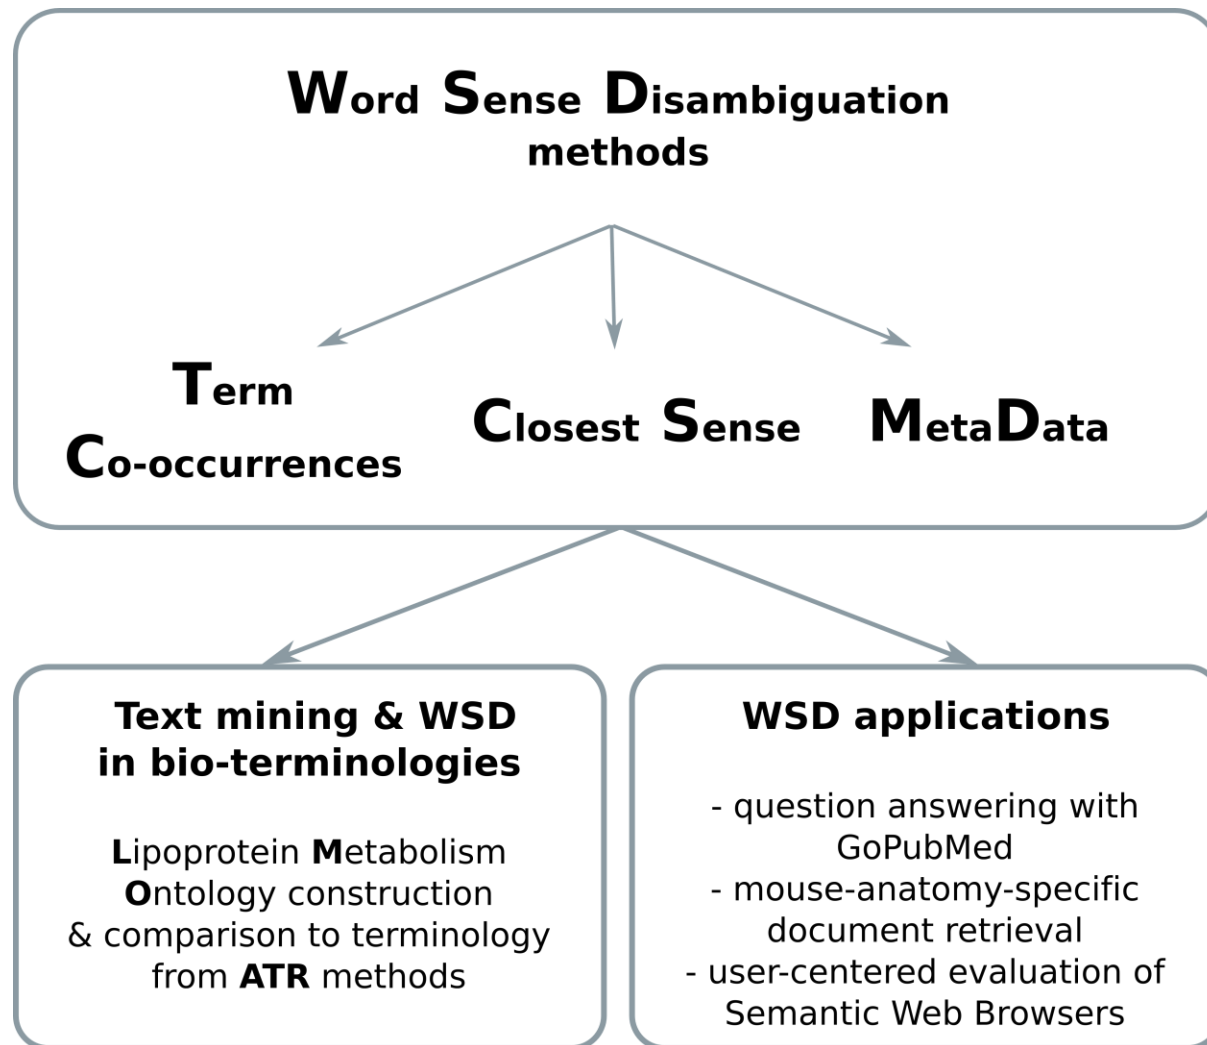 Word Sense Disambiguation
methods
Term
Co-occurrences
Closest Sense
MetaData
Text mining & WSD
in bio-terminologies
Lipoprotein Metabolism
Ontology construction
& comparison to terminology
from ATR methods
WSD applications
- question answering with
GoPubMed
- mouse-anatomy-specific
document retrieval
- user-centered evaluation of
Semantic Web Browsers